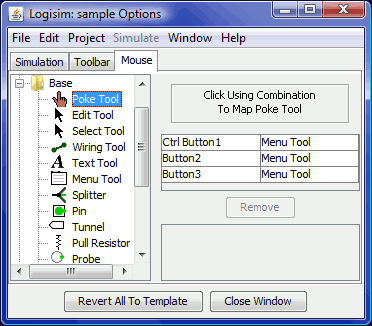 Logisim: sample Options
File Edit Project Simulate Window Help
Simulation Toolbar Mouse
Base
Poke Tool
Edit Tool
Select Tool
Wiring Tool
Text Tool
Menu Tool
Splitter
Pin
Tunnel
Pull Resistor
Probe
Click Using Combination
To Map Poke Tool
Ctrl Button1 Menu Tool
Button2 Menu Tool
Button3 Menu Tool
Remove
Revert All To Template Close Window